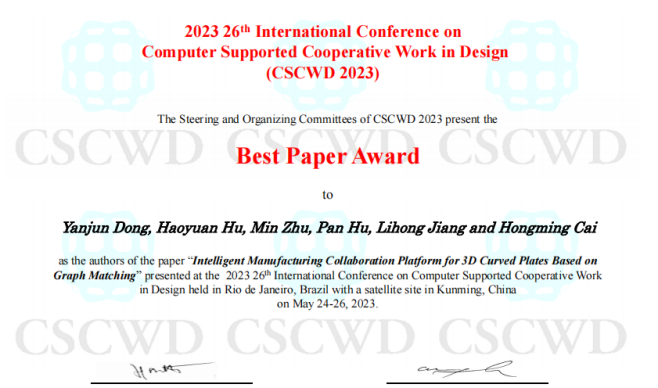 2023 26th International Conference on
Computer Supported Cooperative Work in Design
(CSCWD 2023)
The Steering and Organizing Committees of CSCWD 2023 present the
CSCWD CSCWD CSCWD
Best Paper Award
to
Yanjun Dong, Haoyuan Hu, Min Zhu, Pan Hu, Lihong Jiang and Hongming Cai
as the authors of the paper “Intelligent Manufacturing Collaboration Platform for 3D Curved Plates Based on
Graph Matching” presented at the 2023 26th International Conference on Computer Supported Cooperative Work
in Design held in Rio de Janeiro, Brazil with a satellite site in Kunming, China
on May 24-26, 2023.
CSCWD CSCWD CSCWD